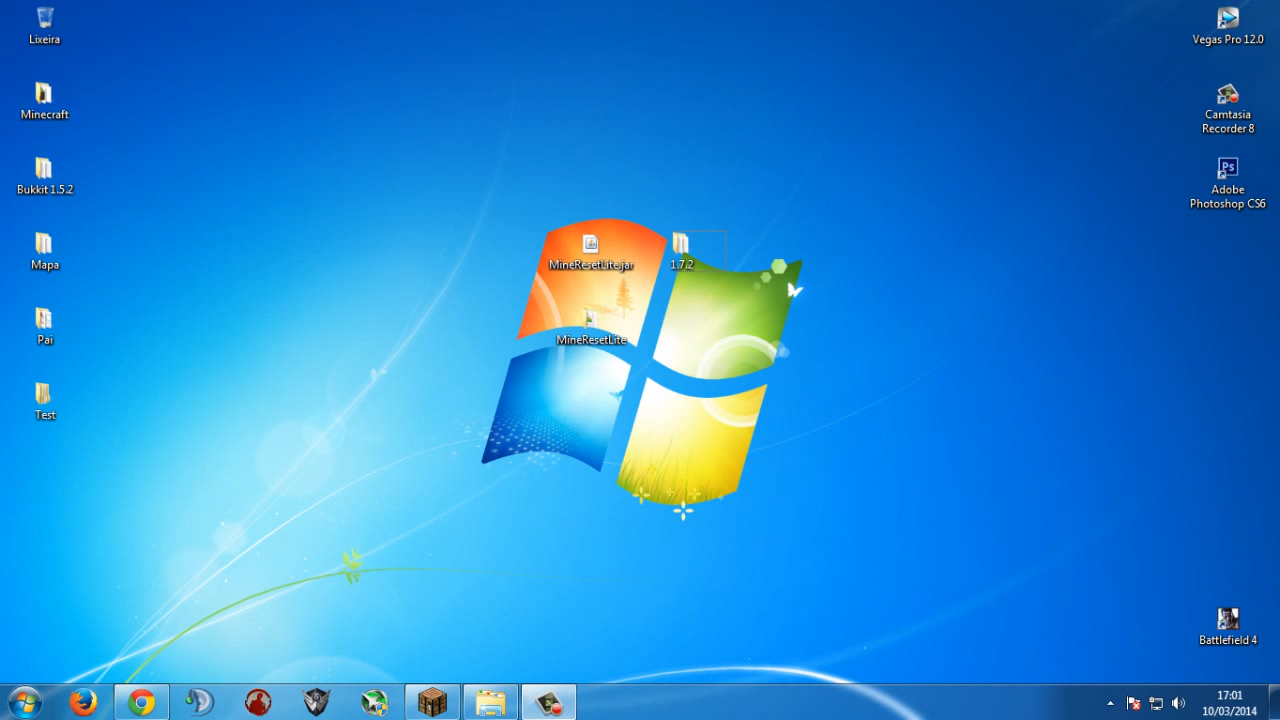 Lixeira
Minecraft
Bukkit 1.5.2
Mapa
Pai
Test
MineResetLite.jar
1.7.2
MineResetLite
Vegas Pro 12.0
Camtasia
Recorder 8
Ps
Adobe
Photoshop CS6
Battlefield 4
17:01
10/03/2014